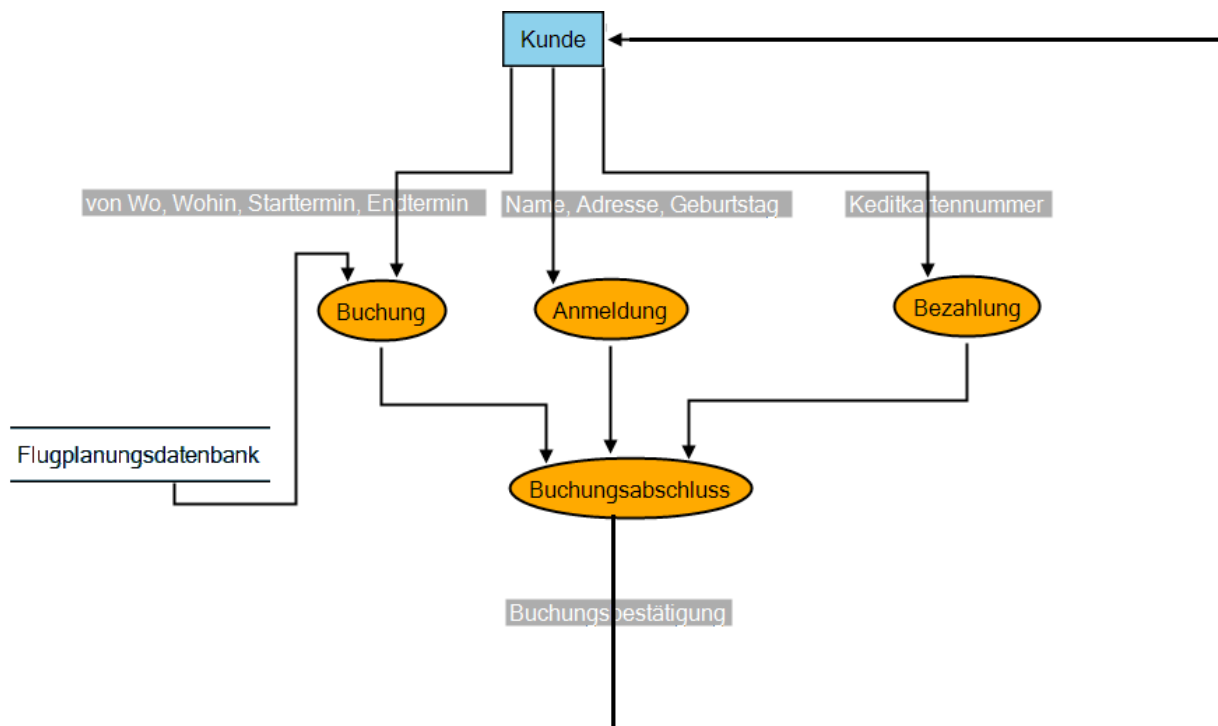 Kunde
von Wo, Wohin, Starttermin, Endtermin
Name, Adresse, Geburtstag
Keditkartennummer
Buchung
Anmeldung
Bezahlung
Flugplanungsdatenbank
Buchungsabschluss
Buchungsbestätigung